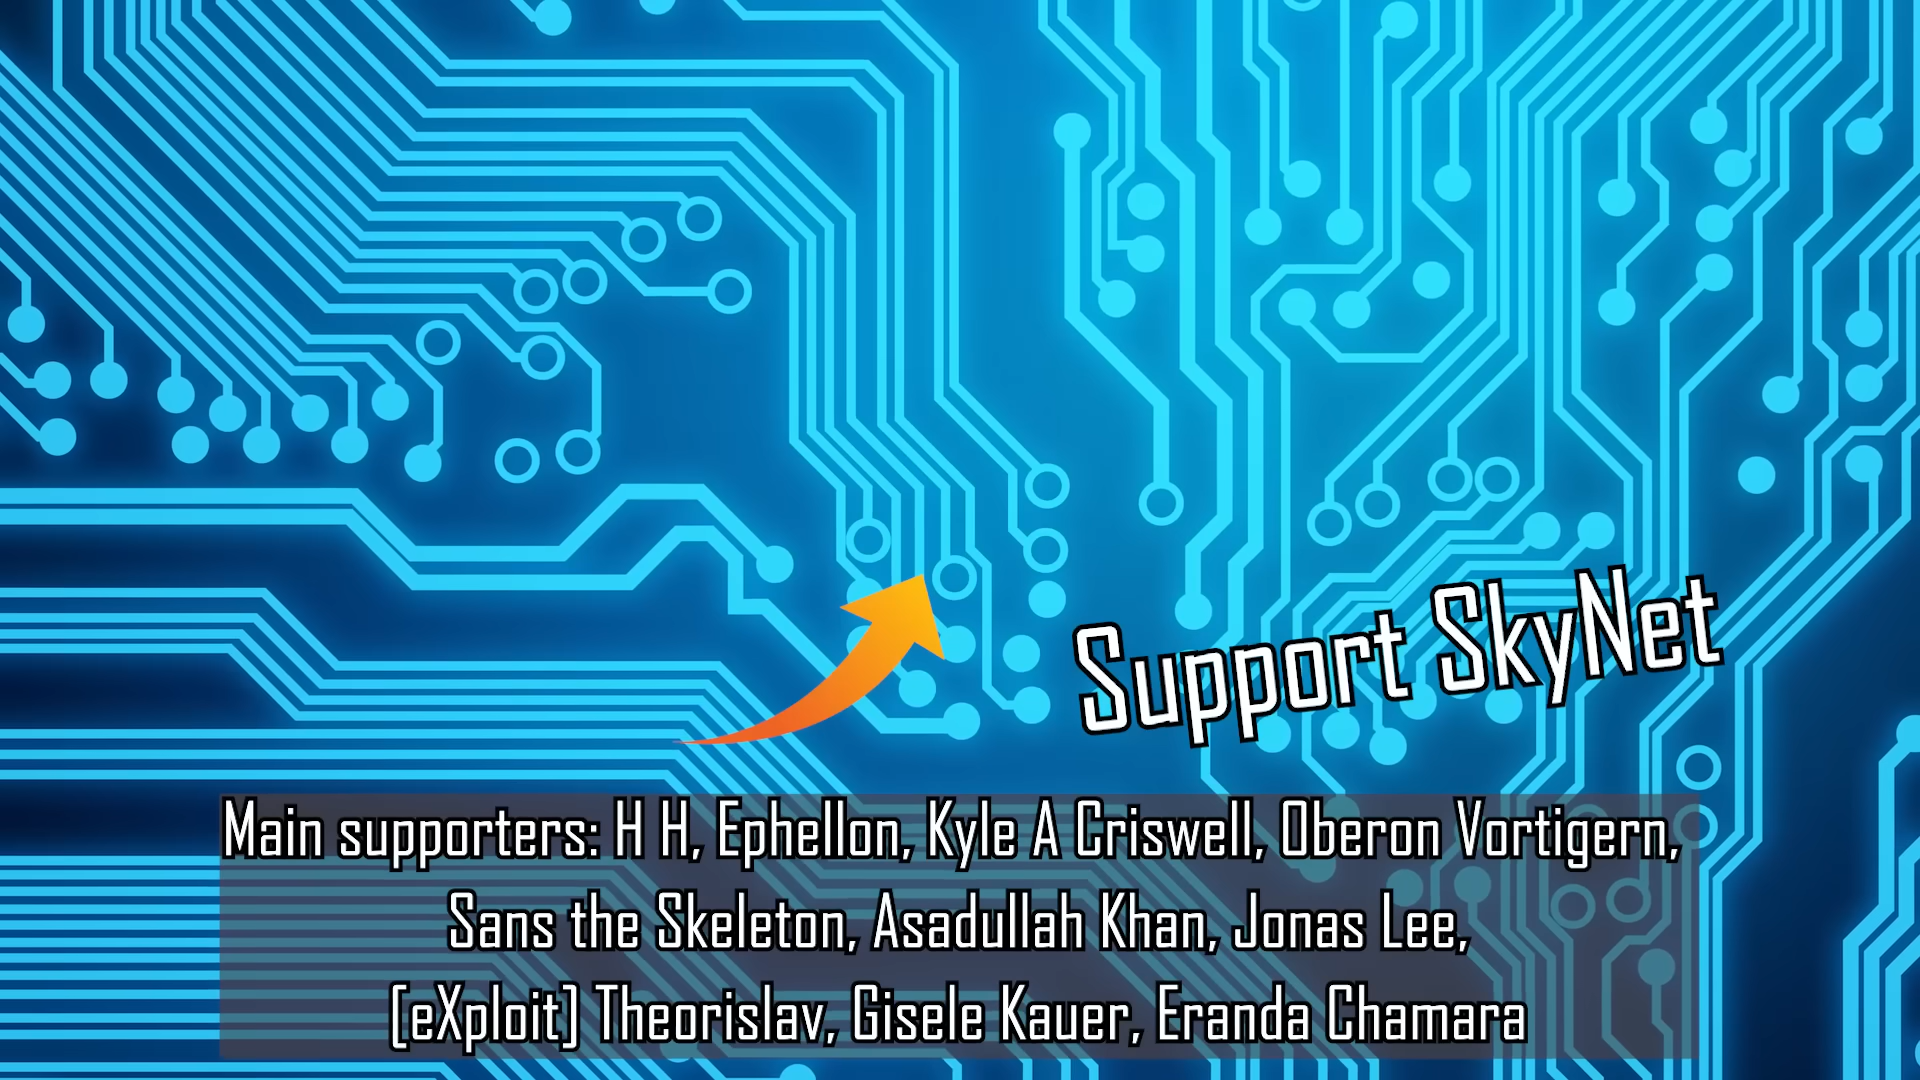 Support SkyNet
Main supporters: H H, Ephellon, Kyle A Criswell, Oberon Vortigern,
Sans the Skeleton, Asadullah Khan, Jonas Lee,
[eXploit] Theorislav, Gisele Kauer, Eranda Chamara